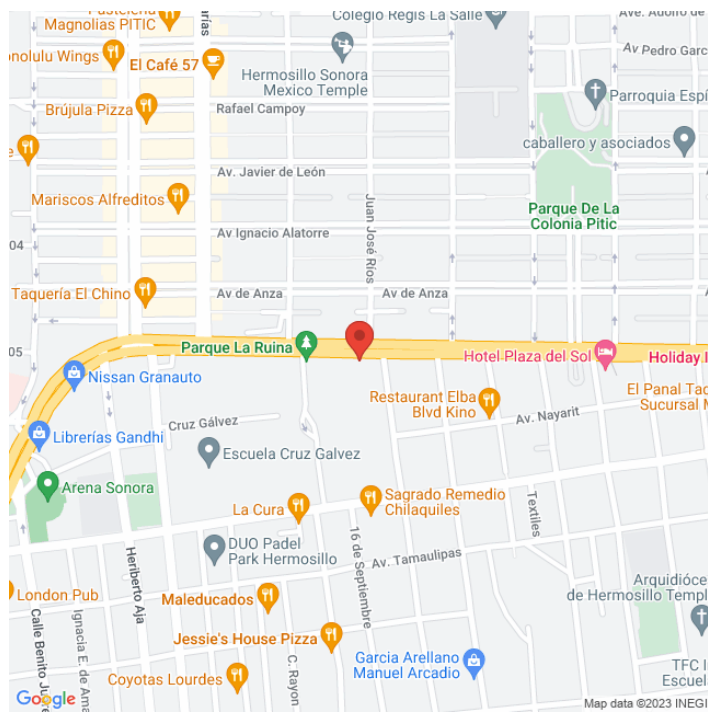 Pastelería
Magnolias PITIC
Honolulu Wings
El Café 57
Brújula Pizza
Colegio Regis La Salle
Ave. Adolfo de
Av Pedro Garc
Hermosillo Sonora
Mexico Temple
Rafael Campoy
Parroquia Espí
caballero y asociados
Av. Javier de León
Mariscos Alfreditos
Juan José Ríos
Parque De La
Colonia Pitic
04
Av Ignacio Alatorre
Taquería El Chino
Av de Anza
Av de Anza
05
Parque La Ruina
Hotel Plaza del Sol
Holiday I
Nissan Granauto
Restaurant Elba
Blvd Kino
El Panal Tac
Sucursal M
Av. Nayarit
Cruz Gálvez
Librerías Gandhi
Escuela Cruz Galvez
Arena Sonora
La Cura
Sagrado Remedio
Chilaquiles
Textiles
16 de Septiembre
DUO Padel
Park Hermosillo
Heriberto Aja
Av. Tamaulipas
London Pub
Maleducados
Arquidióce
de Hermosillo Templ
Calle Benito Ju
Ignacia E. de Ama
Jessie's House Pizza
C. Rayon
Coyotas Lourdes
Garcia Arellano
Manuel Arcadio
TFC I
Escuel
Google
Map data ©2023 INEGI